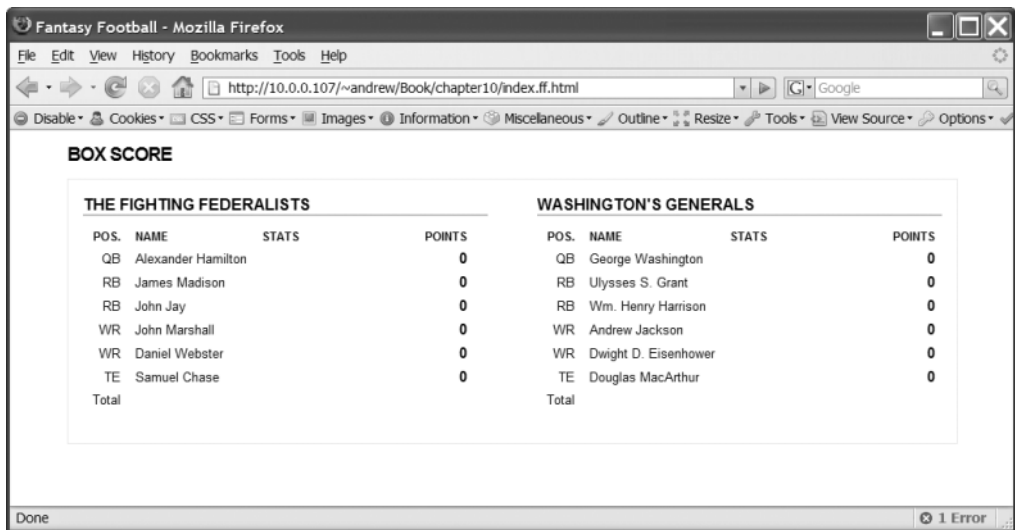 Fantasy Football - Mozilla Firefox
File Edit View History Bookmarks Tools Help
http://10.0.0.107/~andrew/Book/chapter10/index.ff.html G Google
Disable Cookies CSS Forms Images Information Miscellaneous Outline Resize Tools View Source Options
BOX SCORE
THE FIGHTING FEDERALISTS
POS. NAME STATS POINTS
QB Alexander Hamilton 0
RB James Madison 0
RB John Jay 0
WR John Marshall 0
WR Daniel Webster 0
TE Samuel Chase 0
Total
WASHINGTON'S GENERALS
POS. NAME STATS POINTS
QB George Washington 0
RB Ulysses S. Grant 0
RB Wm. Henry Harrison 0
WR Andrew Jackson 0
WR Dwight D. Eisenhower 0
TE Douglas MacArthur 0
Total
Done 1 Error